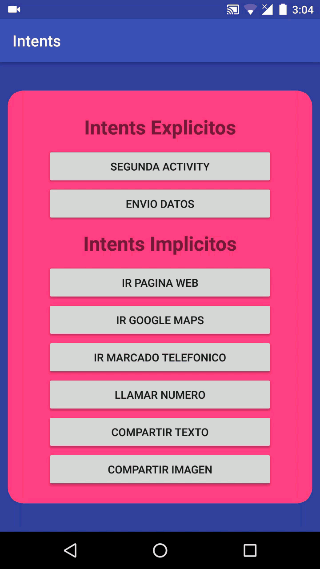 3:04
Intents
Intents Explicitos
SEGUNDA ACTIVITY
ENVIO DATOS
Intents Implicitos
IR PAGINA WEB
IR GOOGLE MAPS
IR MARCADO TELEFONICO
LLAMAR NUMERO
COMPARTIR TEXTO
COMPARTIR IMAGEN